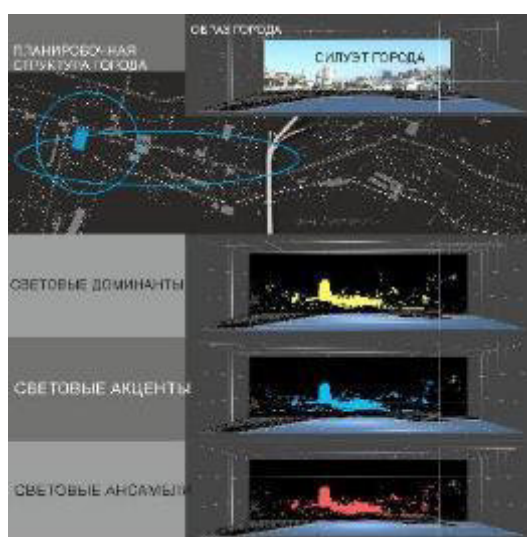 ОБРАЗ ГОРОДА
ПЛАНИРОВОЧНАЯ
СТРУКТУРА ГОРОДА
СИЛУЭТ ГОРОДА
СВЕТОВЫЕ ДОМИНАНТЫ
СВЕТОВЫЕ АКЦЕНТЫ
СВЕТОВЫЕ АНСАМБЛИ